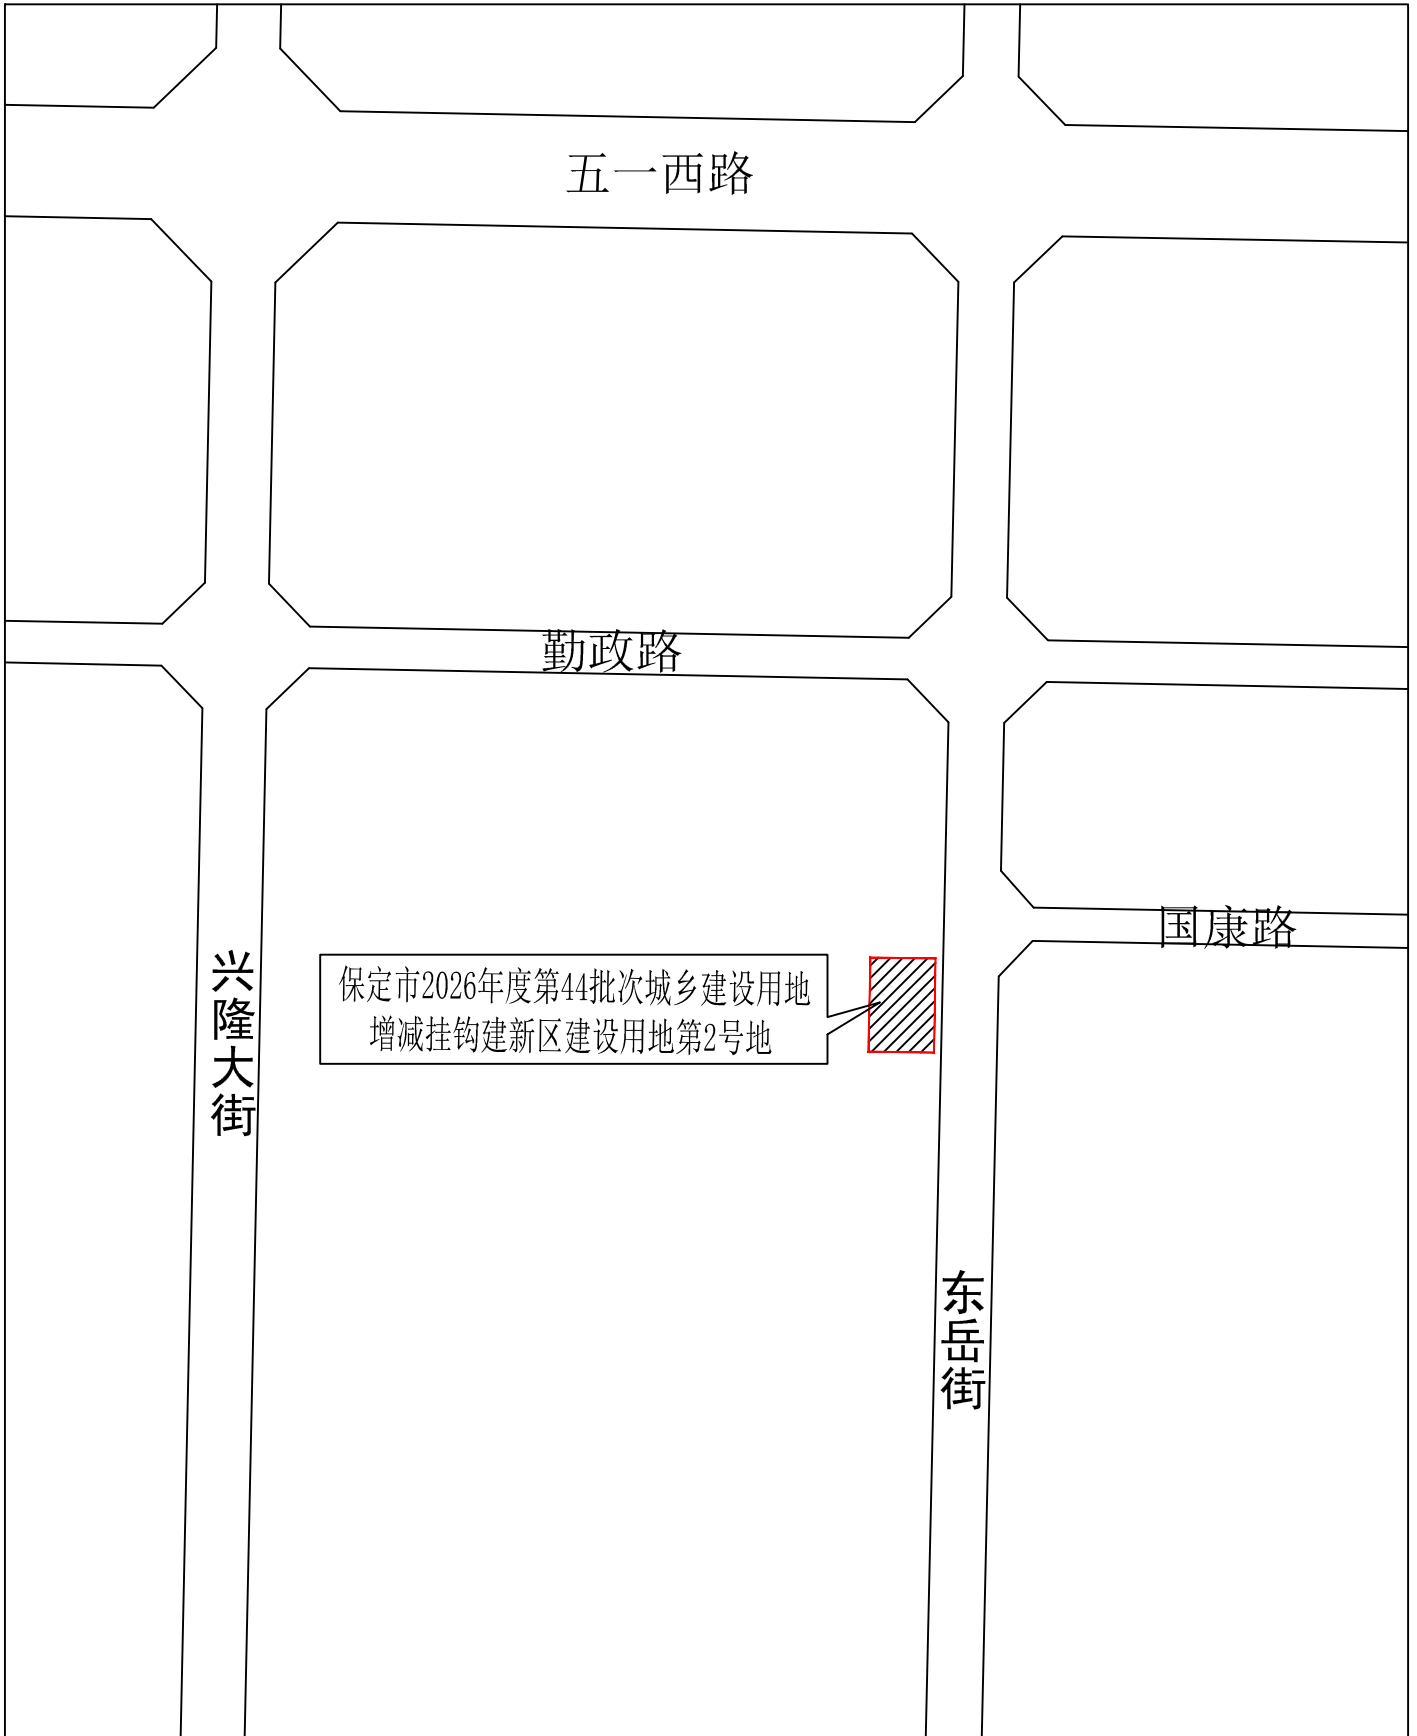 五一西路
勤政路
国康路
兴隆大街
保定市2026年度第44批次城乡建设用地
增减挂钩建新区建设用地第2号地
东岳街